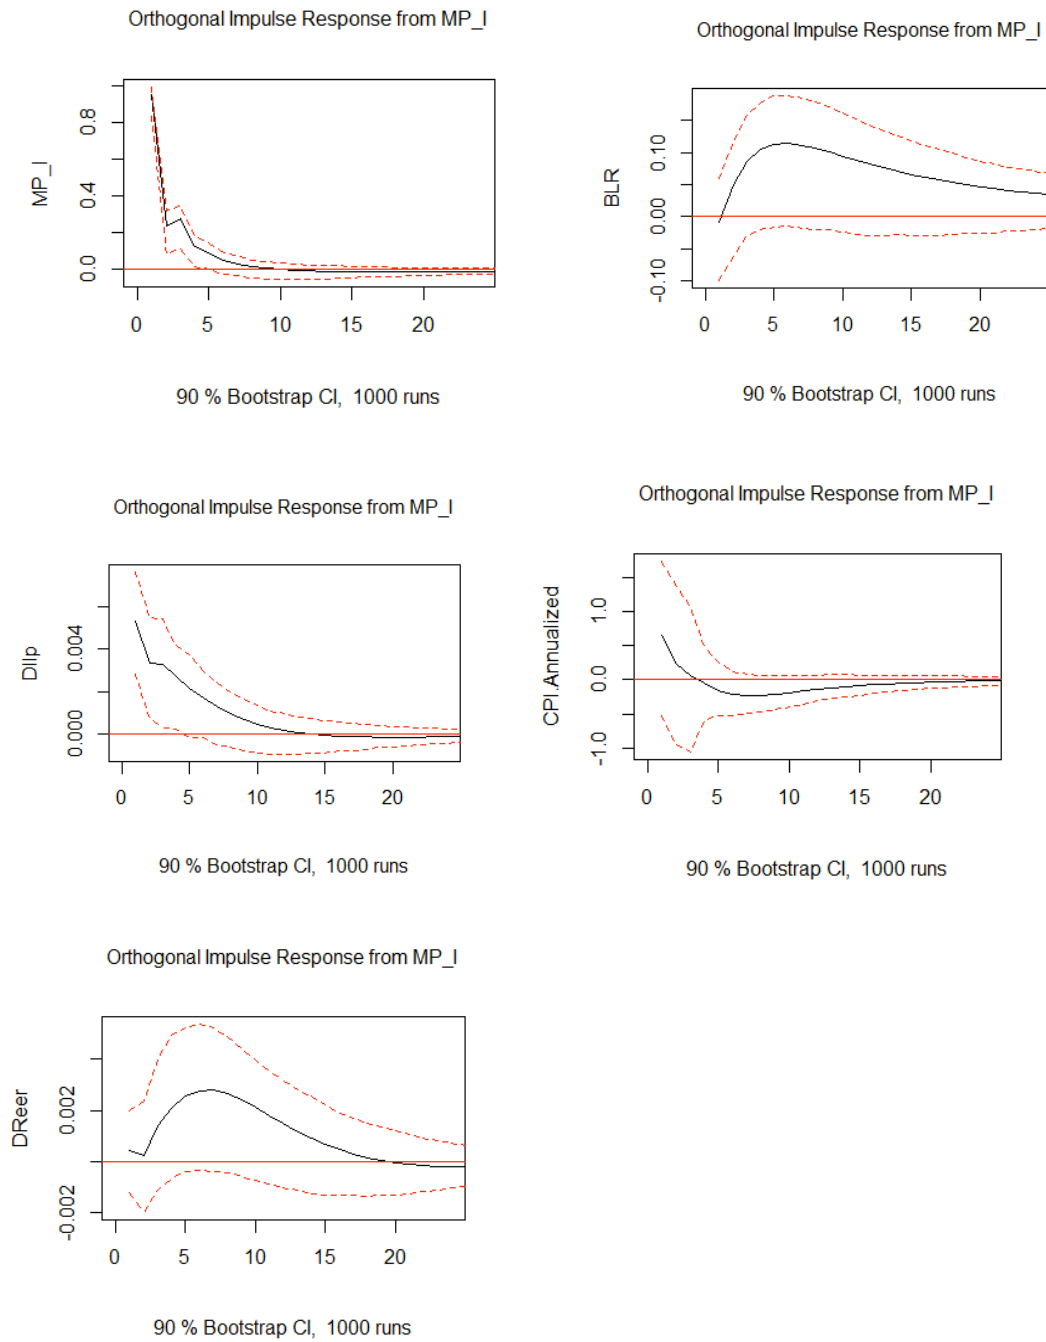 Orthogonal Impulse Response from MP_I
MP_I
0.8
0.4
0.0
0 5 10 15 20
90 % Bootstrap CI, 1000 runs
Orthogonal Impulse Response from MP_I
BLR
0.10
0.00
-0.10
0 5 10 15 20
90 % Bootstrap CI, 1000 runs
Orthogonal Impulse Response from MP_I
DIIp
0.004
0.000
0 5 10 15 20
90 % Bootstrap CI, 1000 runs
Orthogonal Impulse Response from MP_I
CPI.Annualized
1.0
0.0
-1.0
0 5 10 15 20
90 % Bootstrap CI, 1000 runs
Orthogonal Impulse Response from MP_I
DReer
0.002
-0.002
0 5 10 15 20
90 % Bootstrap CI, 1000 runs